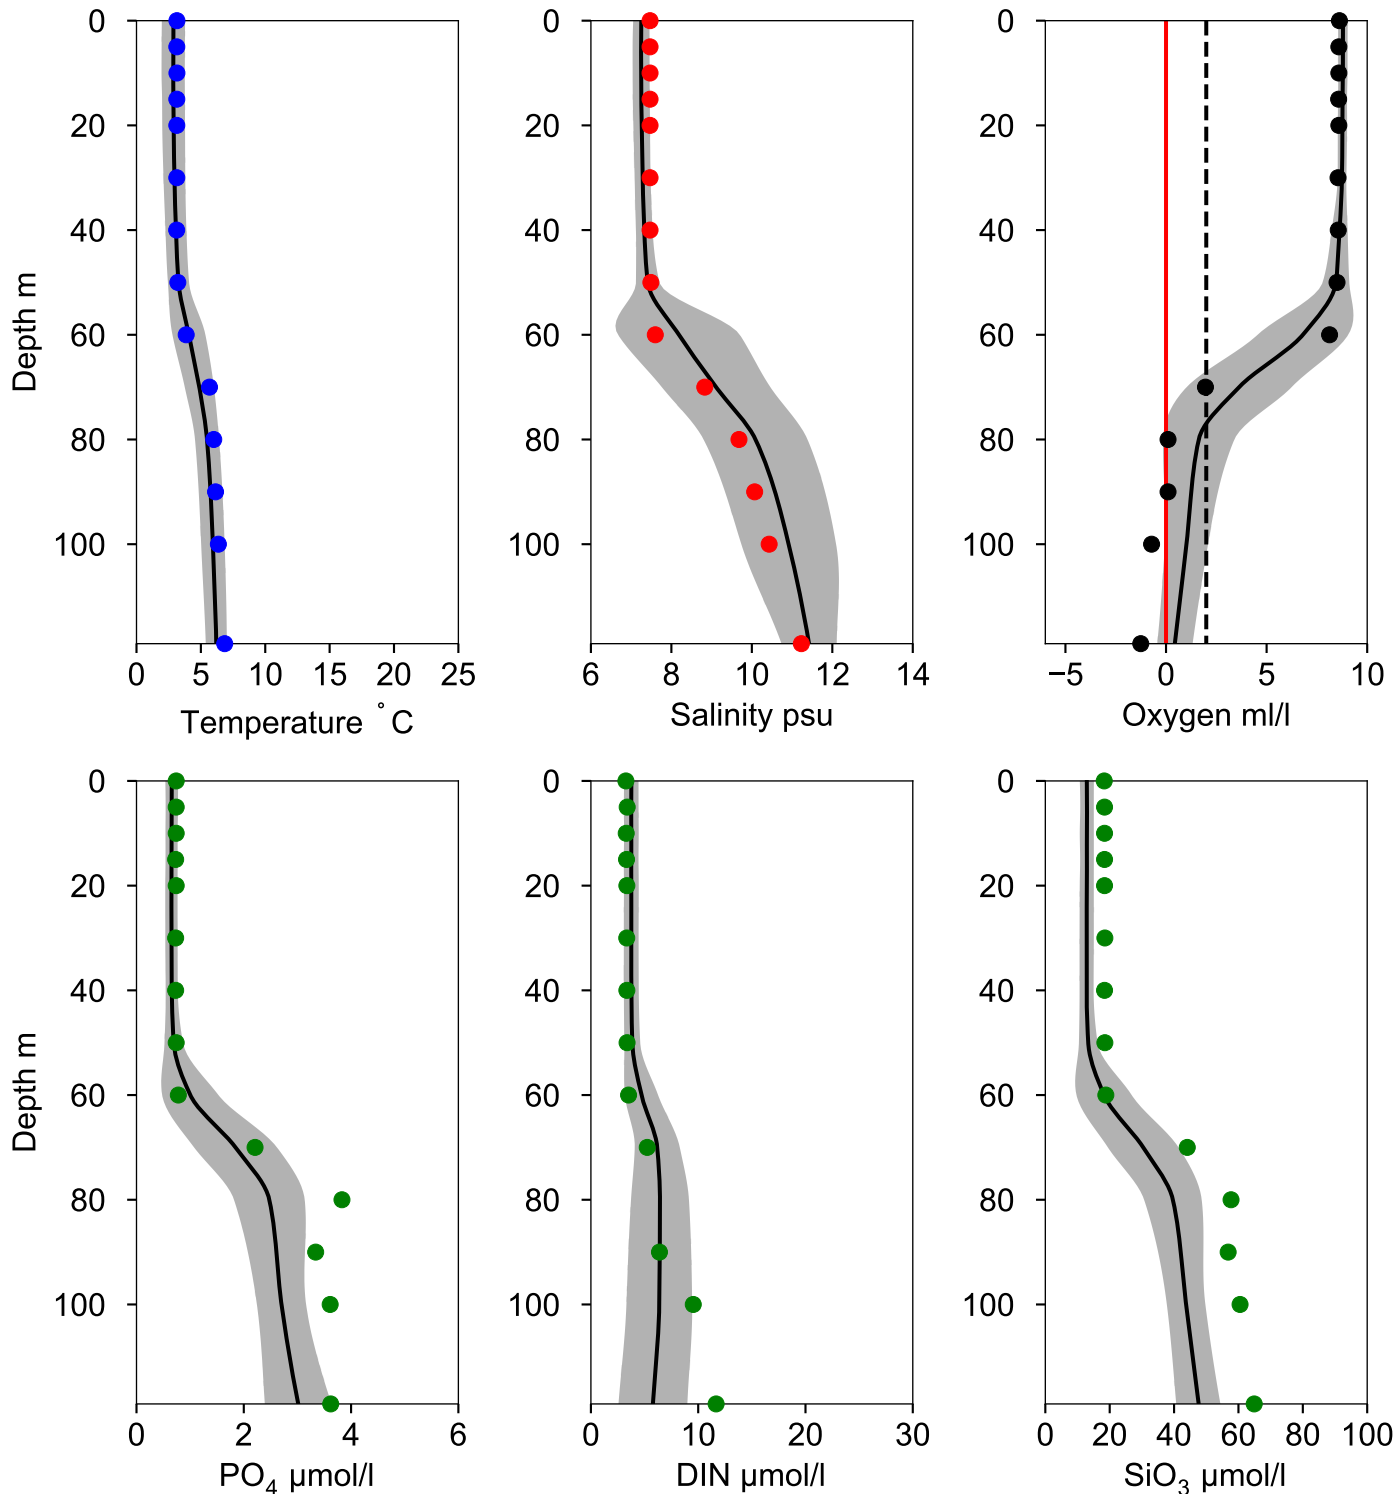 0
20
40
60
80
100
Depth m
0 5 10 15 20 25
Temperature °C
0
20
40
60
80
100
6 8 10 12 14
Salinity psu
0
20
40
60
80
100
−5 0 5 10
Oxygen ml/l
0
20
40
60
80
100
Depth m
0 2 4 6
PO₄ μmol/l
0
20
40
60
80
100
0 10 20 30
DIN μmol/l
0
20
40
60
80
100
0 20 40 60 80 100
SiO₃ μmol/l